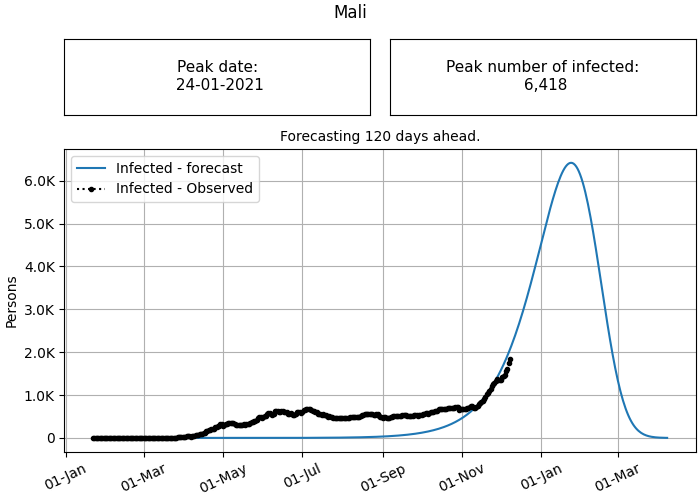 Mali
Peak date:
24-01-2021
Peak number of infected:
6,418
Forecasting 120 days ahead.
Infected - forecast
Infected - Observed
6.0K
5.0K
4.0K
3.0K
2.0K
1.0K
0
Persons
01-Jan
01-Mar
01-May
01-Jul
01-Sep
01-Nov
01-Jan
01-Mar